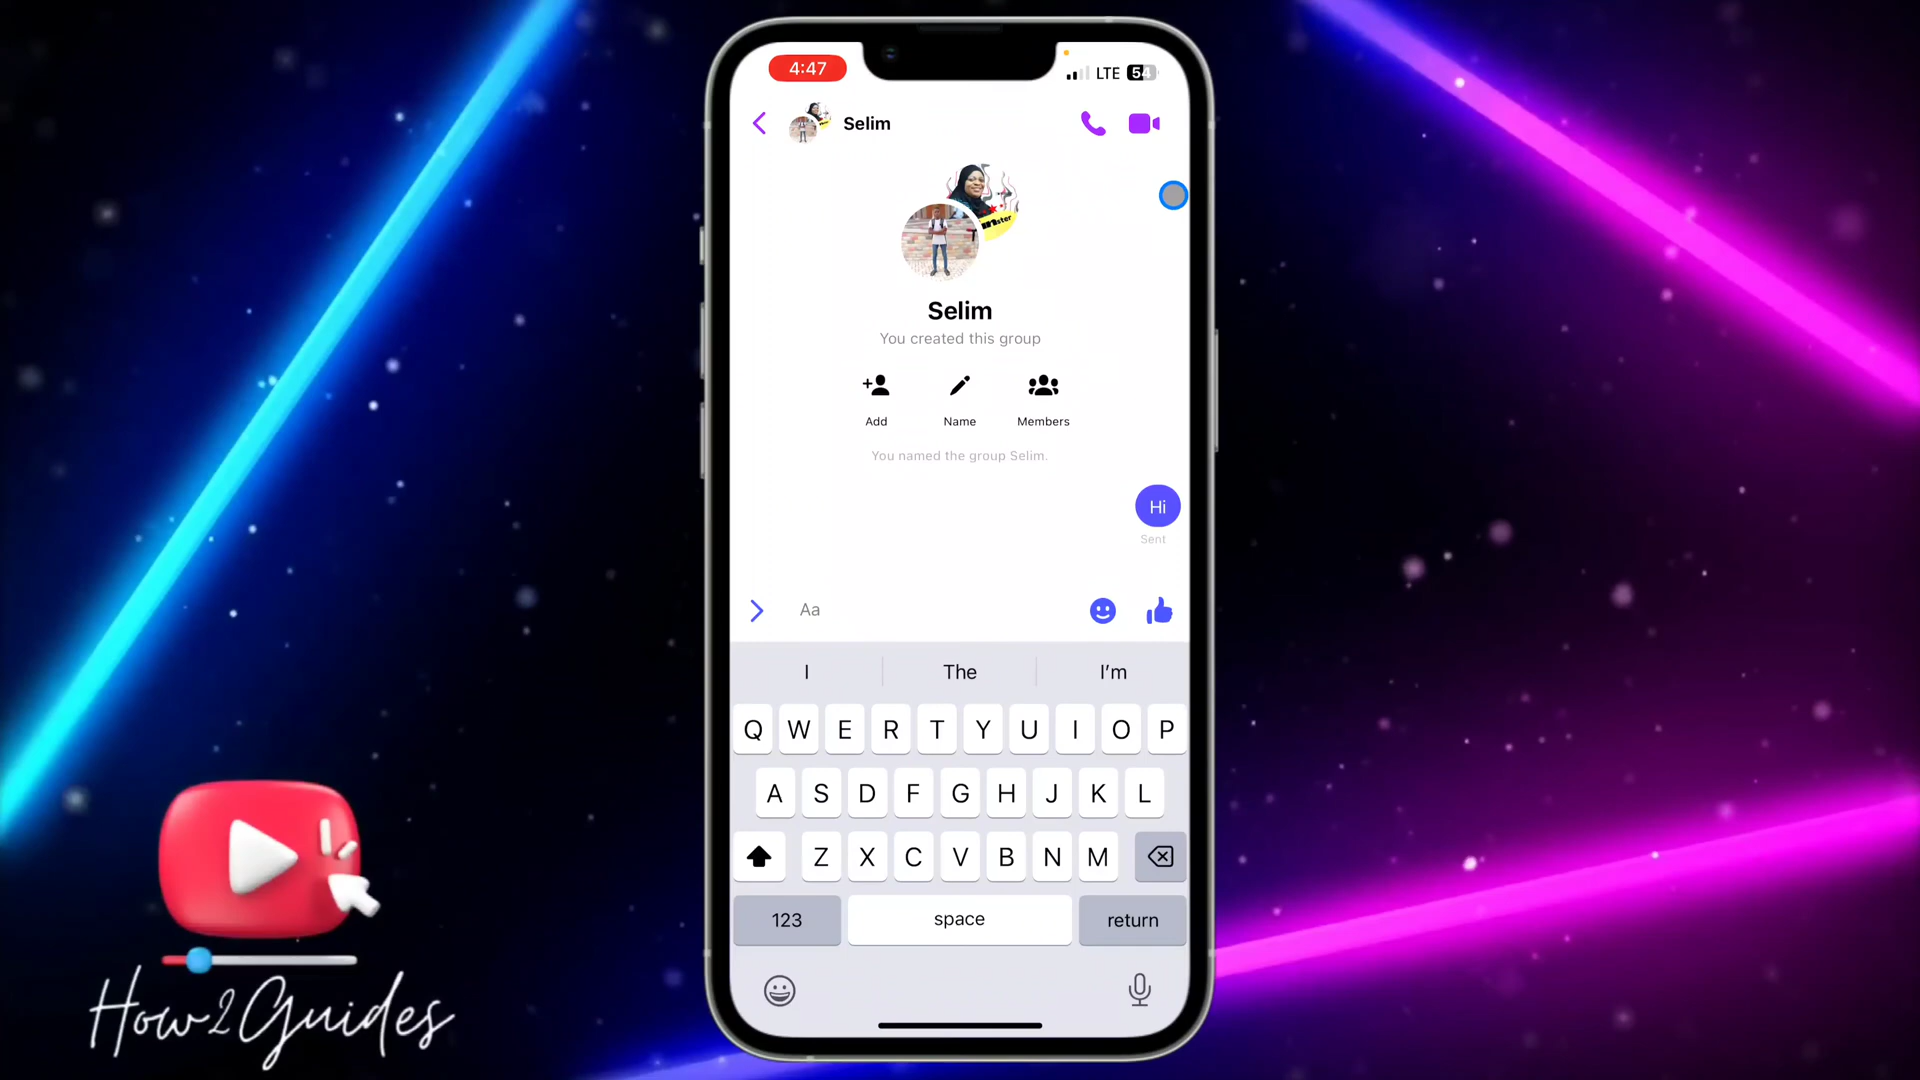 4:47
LTE 54
Selim
nster
Selim
You created this group
Add Name Members
You named the group Selim.
Hi
Sent
Aa
I The I'm
Q W E R T Y U I O P
A S D F G H J K L
Z X C V B N M
123 space return
How2Guides